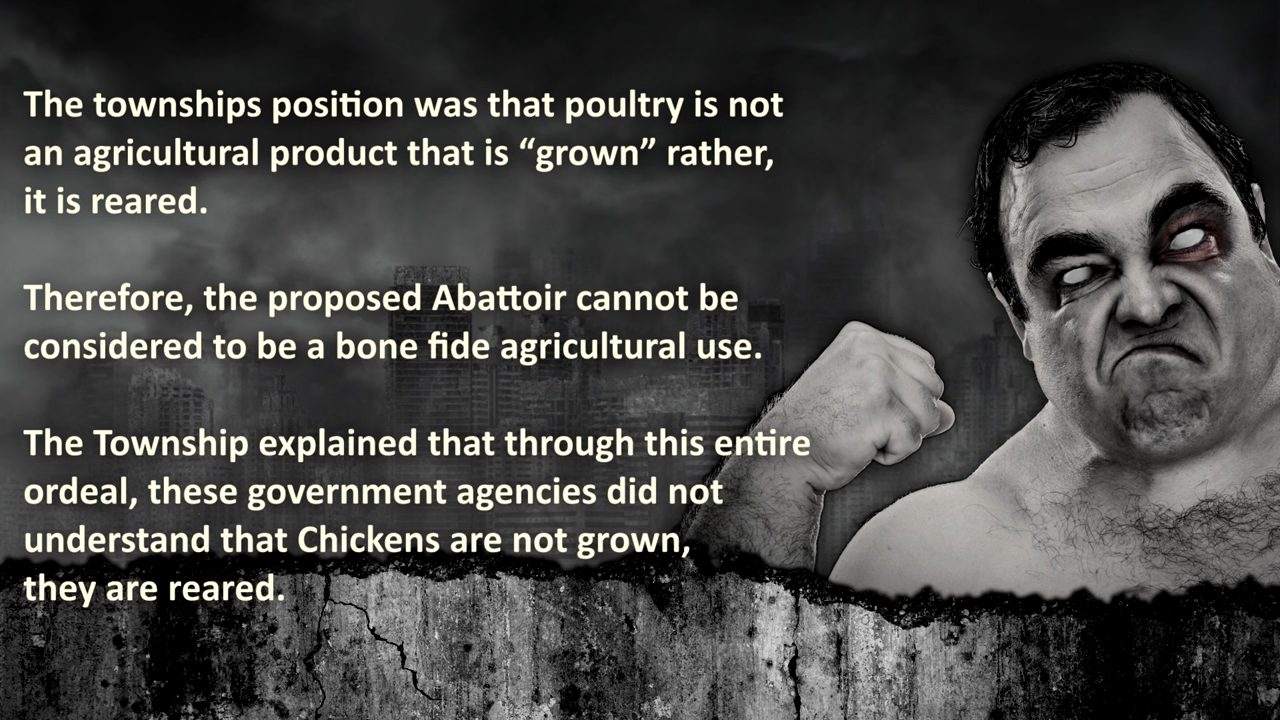 The townships position was that poultry is not
an agricultural product that is “grown” rather,
it is reared.
Therefore, the proposed Abattoir cannot be
considered to be a bone fide agricultural use.
The Township explained that through this entire
ordeal, these government agencies did not
understand that Chickens are not grown,
they are reared.